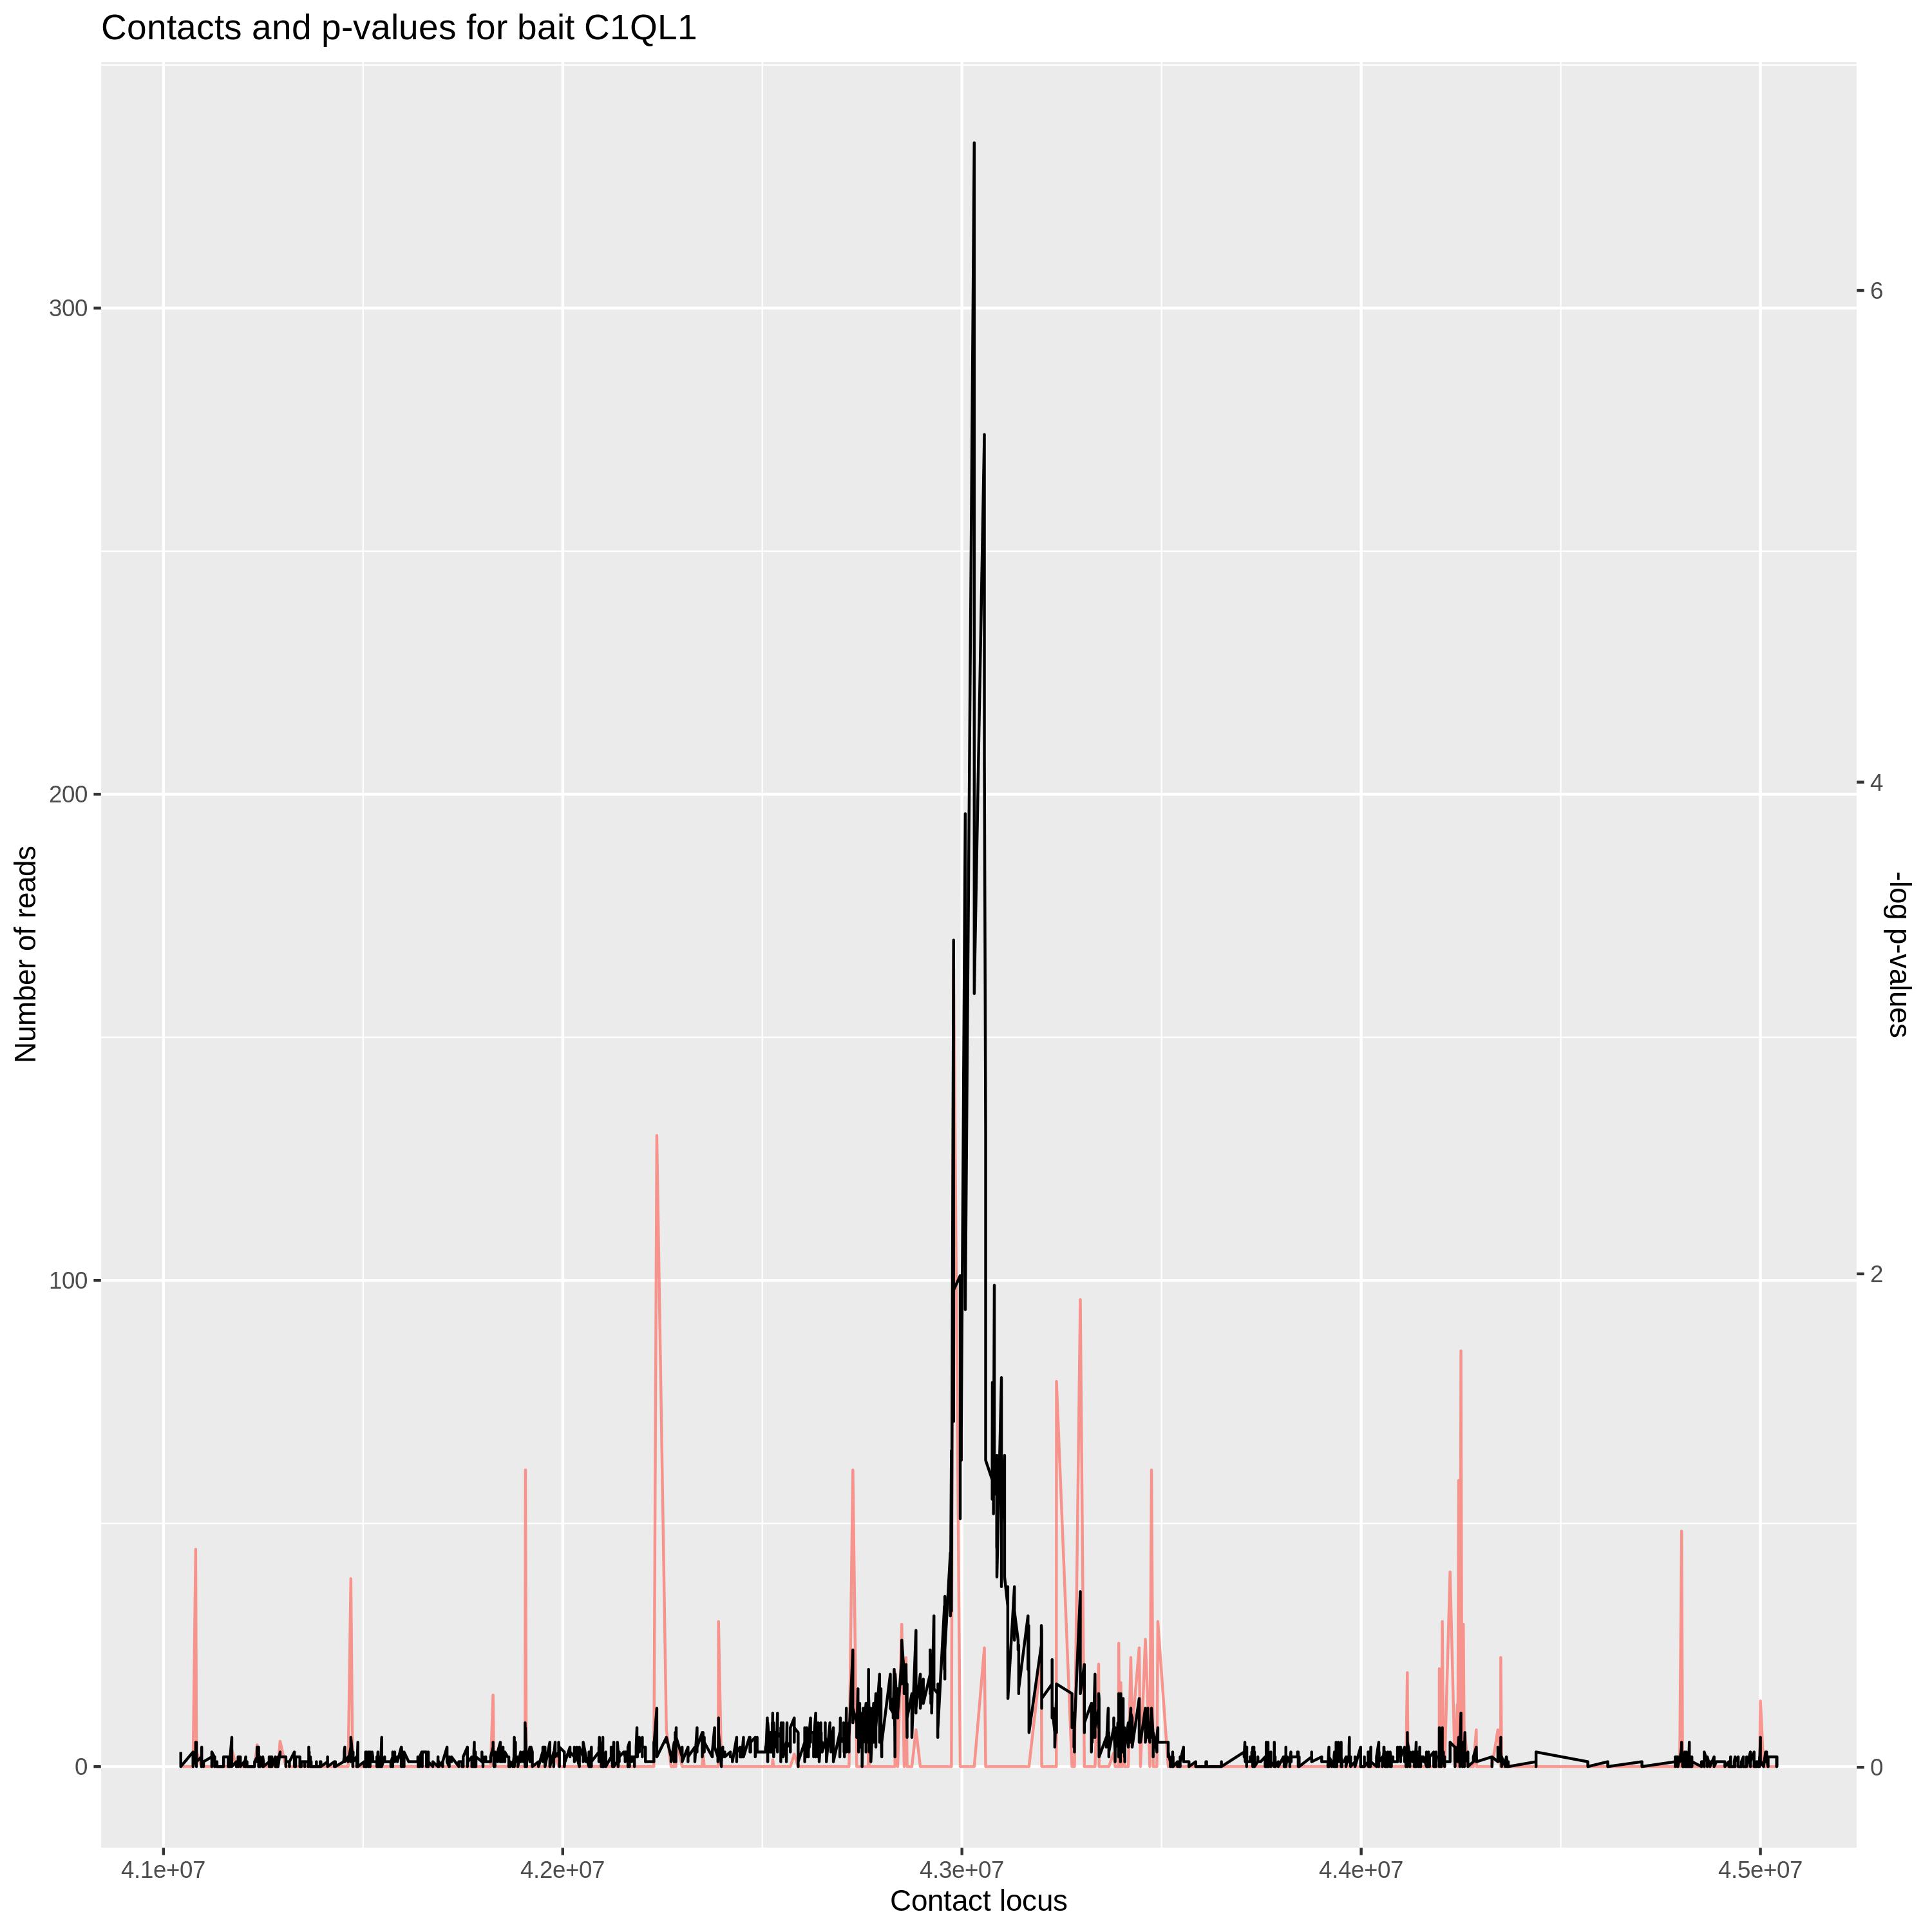 Contacts and p-values for bait C1QL1
300
200
100
0
Number of reads
6
4
2
0
-log p-values
4.1e+07
4.2e+07
4.3e+07
4.4e+07
4.5e+07
Contact locus